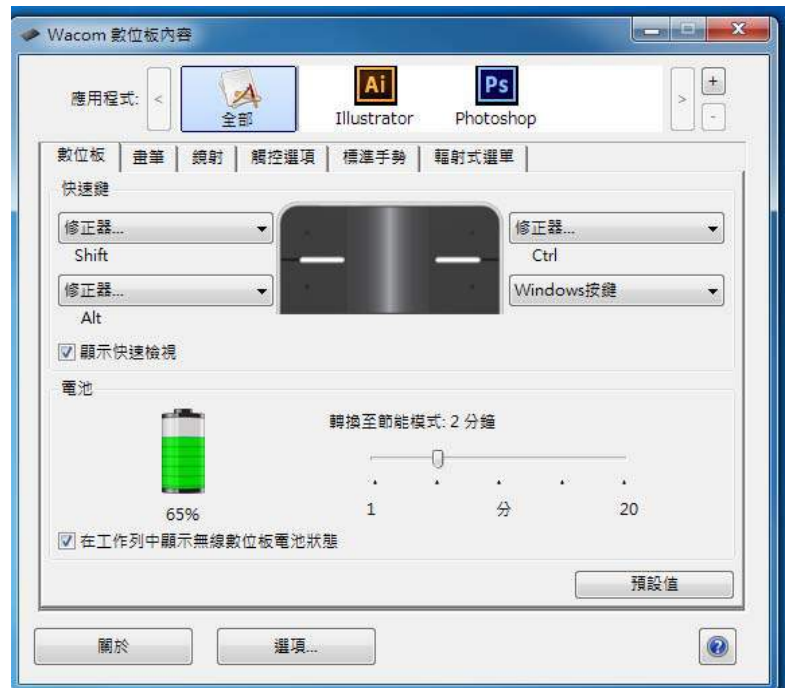 Wacom 數位板內容
應用程式: < Ai Ps > +
-
全部 Illustrator Photoshop
數位板 畫筆 鏡射 觸控選項 標準手勢 輻射式選單
快速鍵
修正器... 修正器...
Shift Ctrl
修正器... Windows按鍵
Alt
顯示快速檢視
電池
轉換至節能模式: 2 分鐘
65% 1 分 20
在工作列中顯示無線數位板電池狀態
預設值
關於 選項... ?